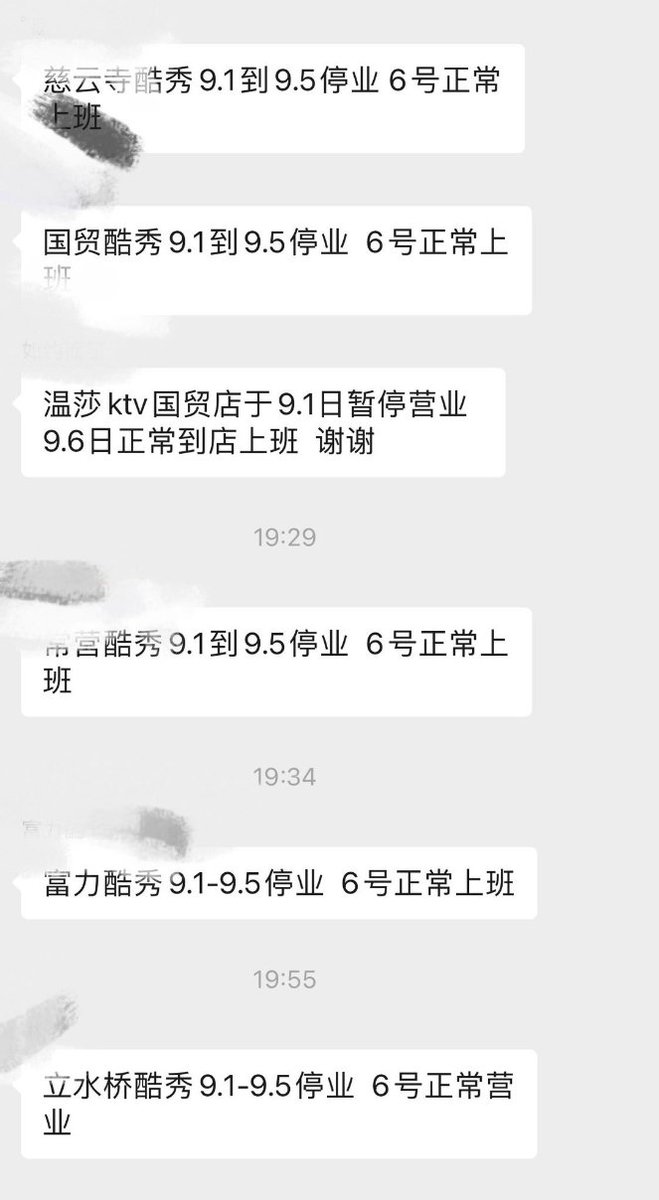 慈云寺酷秀9.1到9.5停业 6号正常
上班
国贸酷秀9.1到9.5停业 6号正常上
班
温莎ktv国贸店于9.1日暂停营业
9.6日正常到店上班 谢谢
19:29
常营酷秀9.1到9.5停业 6号正常上
班
19:34
富力酷秀9.1-9.5停业 6号正常上班
19:55
立水桥酷秀9.1-9.5停业 6号正常营
业